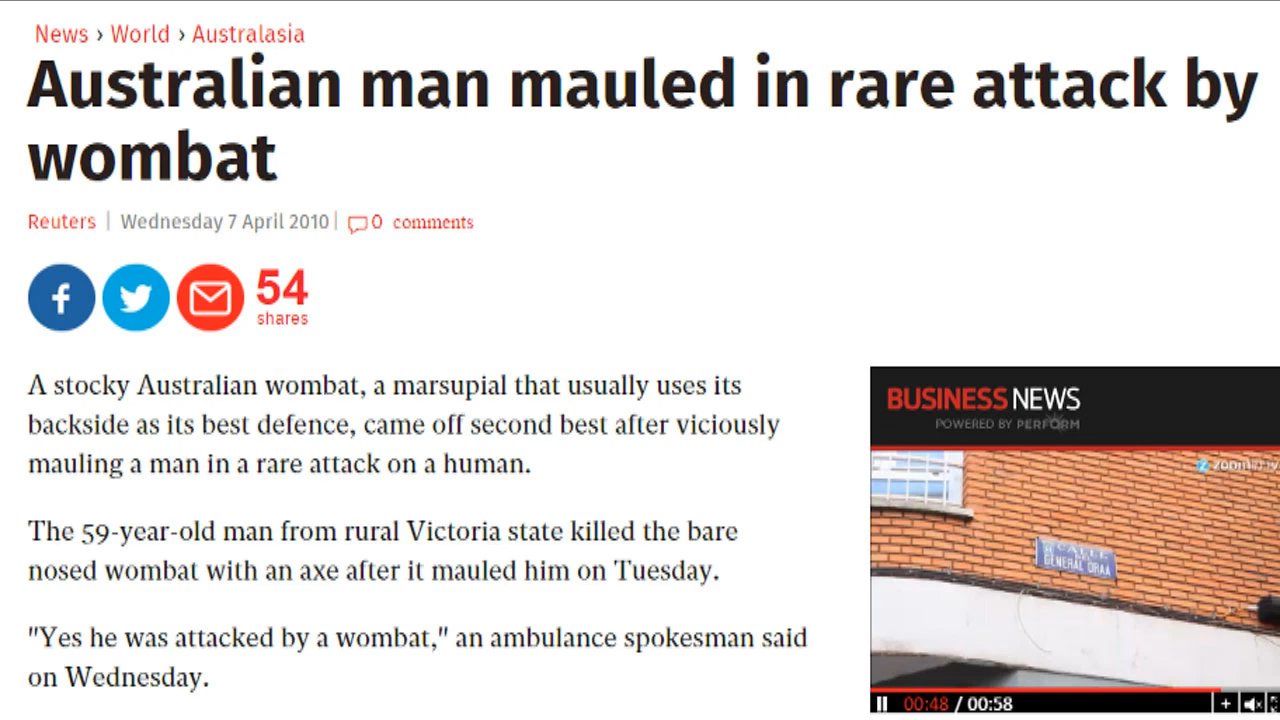 News › World › Australasia
Australian man mauled in rare attack by
wombat
Reuters | Wednesday 7 April 2010 | 0 comments
54
shares
A stocky Australian wombat, a marsupial that usually uses its
backside as its best defence, came off second best after viciously
mauling a man in a rare attack on a human.
The 59-year-old man from rural Victoria state killed the bare
nosed wombat with an axe after it mauled him on Tuesday.
"Yes he was attacked by a wombat," an ambulance spokesman said
on Wednesday.
BUSINESS NEWS
POWERED BY PERFORM
CALLE
GENERAL ORAA
00:48 / 00:58